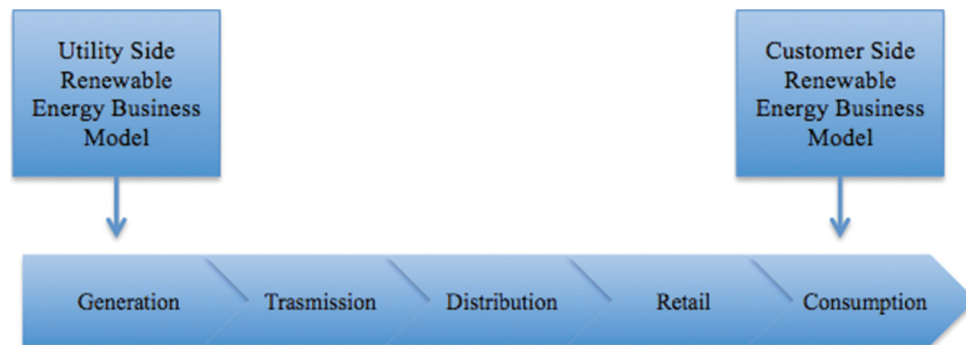 Utility Side
Renewable
Energy Business
Model
Customer Side
Renewable
Energy Business
Model
Generation
Trasmission
Distribution
Retail
Consumption